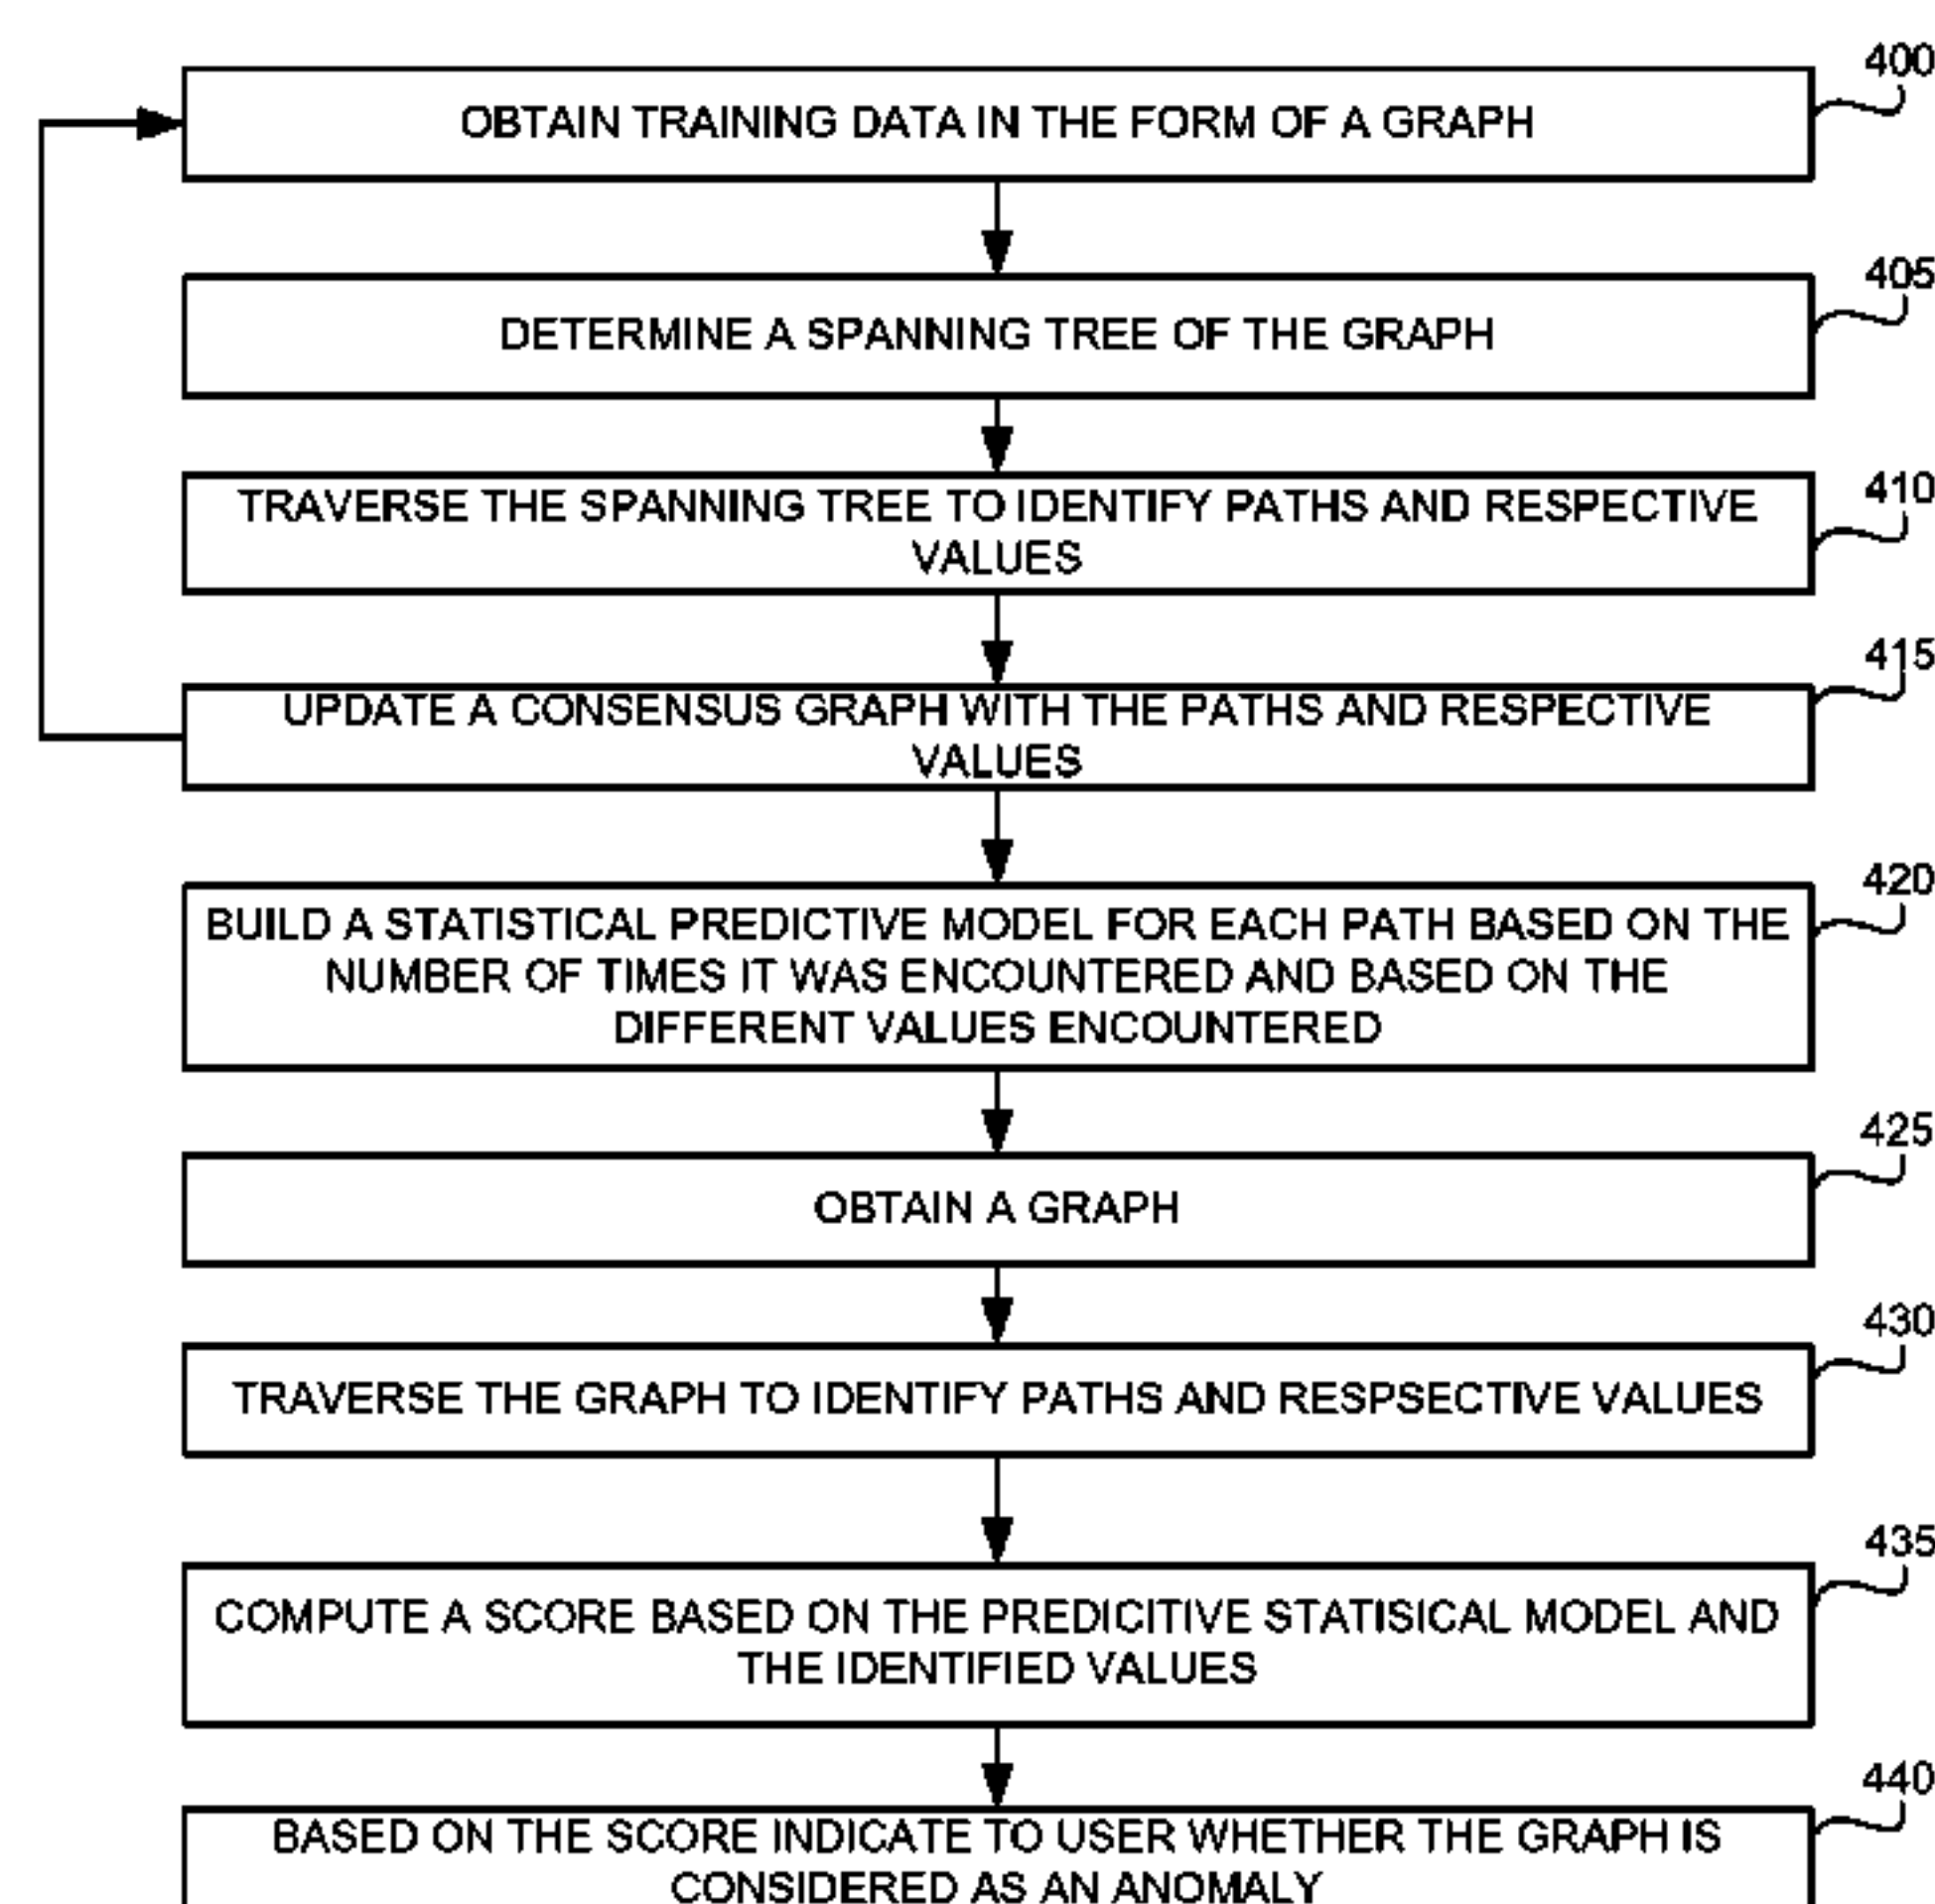 400
OBTAIN TRAINING DATA IN THE FORM OF A GRAPH
405
DETERMINE A SPANNING TREE OF THE GRAPH
410
TRAVERSE THE SPANNING TREE TO IDENTIFY PATHS AND RESPECTIVE
VALUES
415
UPDATE A CONSENSUS GRAPH WITH THE PATHS AND RESPECTIVE
VALUES
420
BUILD A STATISTICAL PREDICTIVE MODEL FOR EACH PATH BASED ON THE
NUMBER OF TIMES IT WAS ENCOUNTERED AND BASED ON THE
DIFFERENT VALUES ENCOUNTERED
425
OBTAIN A GRAPH
430
TRAVERSE THE GRAPH TO IDENTIFY PATHS AND RESPSECTIVE VALUES
435
COMPUTE A SCORE BASED ON THE PREDICITIVE STATISICAL MODEL AND
THE IDENTIFIED VALUES
440
BASED ON THE SCORE INDICATE TO USER WHETHER THE GRAPH IS
CONSIDERED AS AN ANOMALY